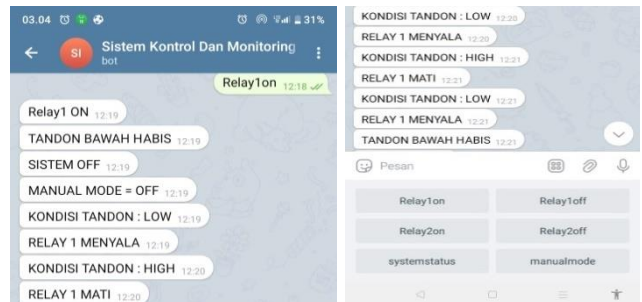 03.04
31%
SI
Sistem Kontrol Dan Monitoring
bot
Relay1on 12:18
Relay1 ON 12:19
TANDON BAWAH HABIS 12:19
SISTEM OFF 12:19
MANUAL MODE = OFF 12:19
KONDISI TANDON : LOW 12:19
RELAY 1 MENYALA 12:19
KONDISI TANDON : HIGH 12:20
RELAY 1 MATI 12:20
KONDISI TANDON : LOW 12:20
RELAY 1 MENYALA 12:20
KONDISI TANDON : HIGH 12:21
RELAY 1 MATI 12:21
KONDISI TANDON : LOW 12:21
RELAY 1 MENYALA 12:21
TANDON BAWAH HABIS 12:21
Pesan
Relay1on
Relay1off
Relay2on
Relay2off
systemstatus
manualmode